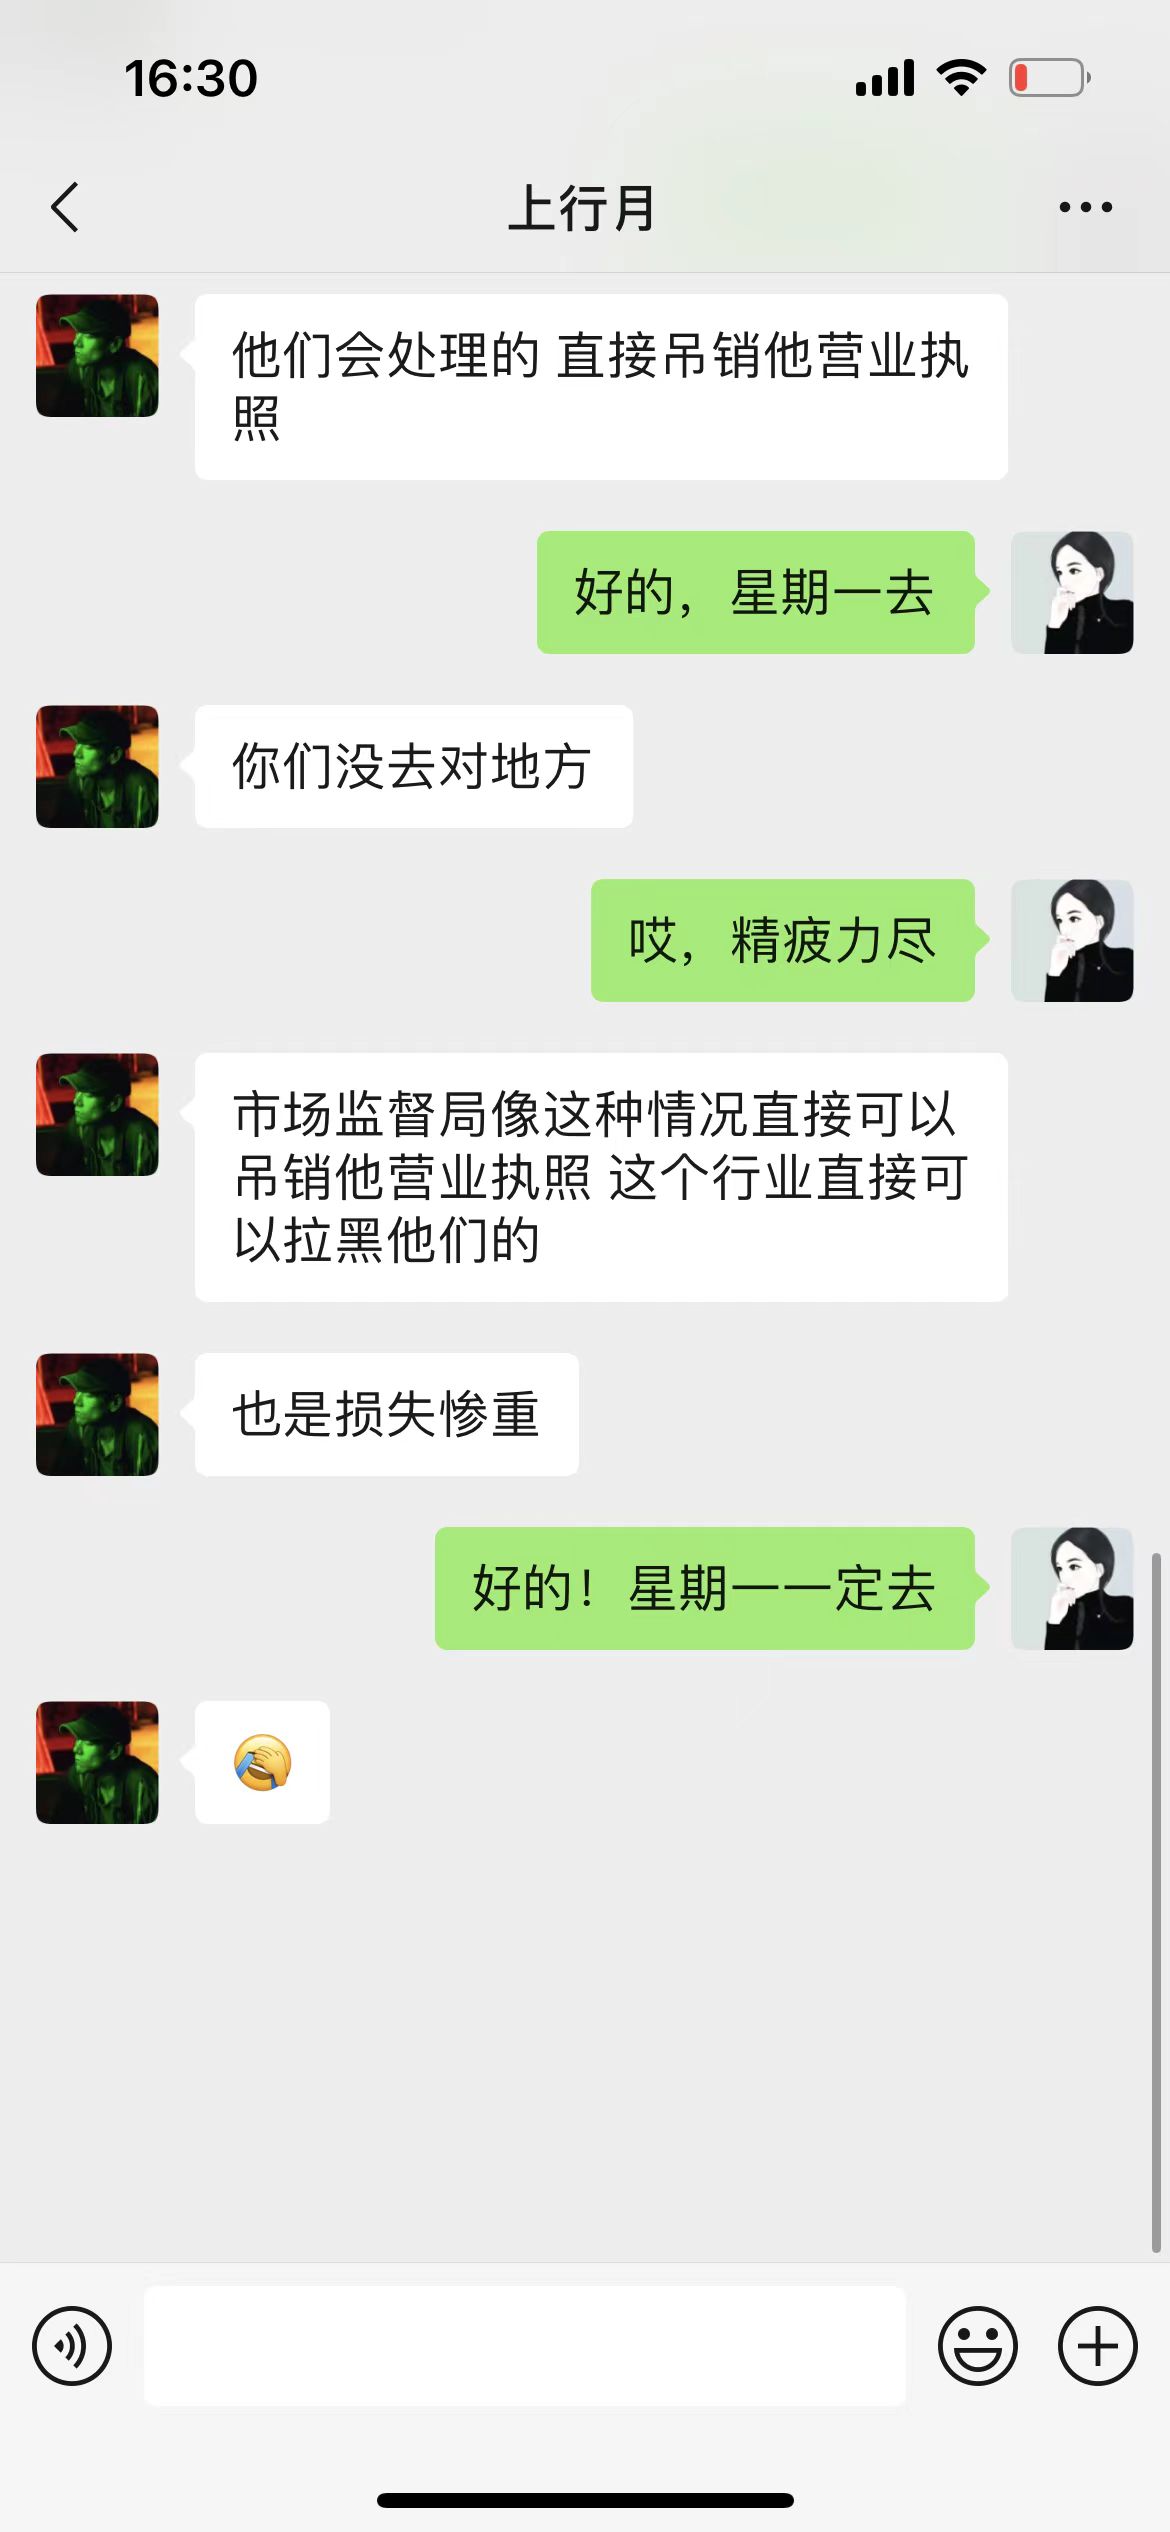 16:30
上行月
他们会处理的 直接吊销他营业执
照
好的，星期一去
你们没去对地方
哎，精疲力尽
市场监督局像这种情况直接可以
吊销他营业执照 这个行业直接可
以拉黑他们的
也是损失惨重
好的！星期一一定去
🤦